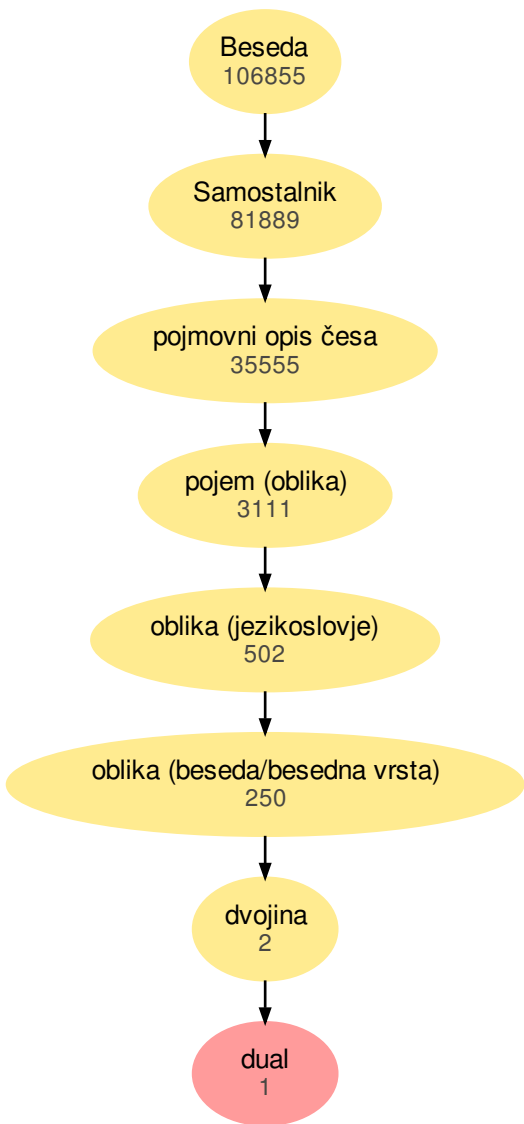 Beseda
106855
Samostalnik
81889
pojmovni opis česa
35555
pojem (oblika)
3111
oblika (jezikoslovje)
502
oblika (beseda/besedna vrsta)
250
dvojina
2
dual
1